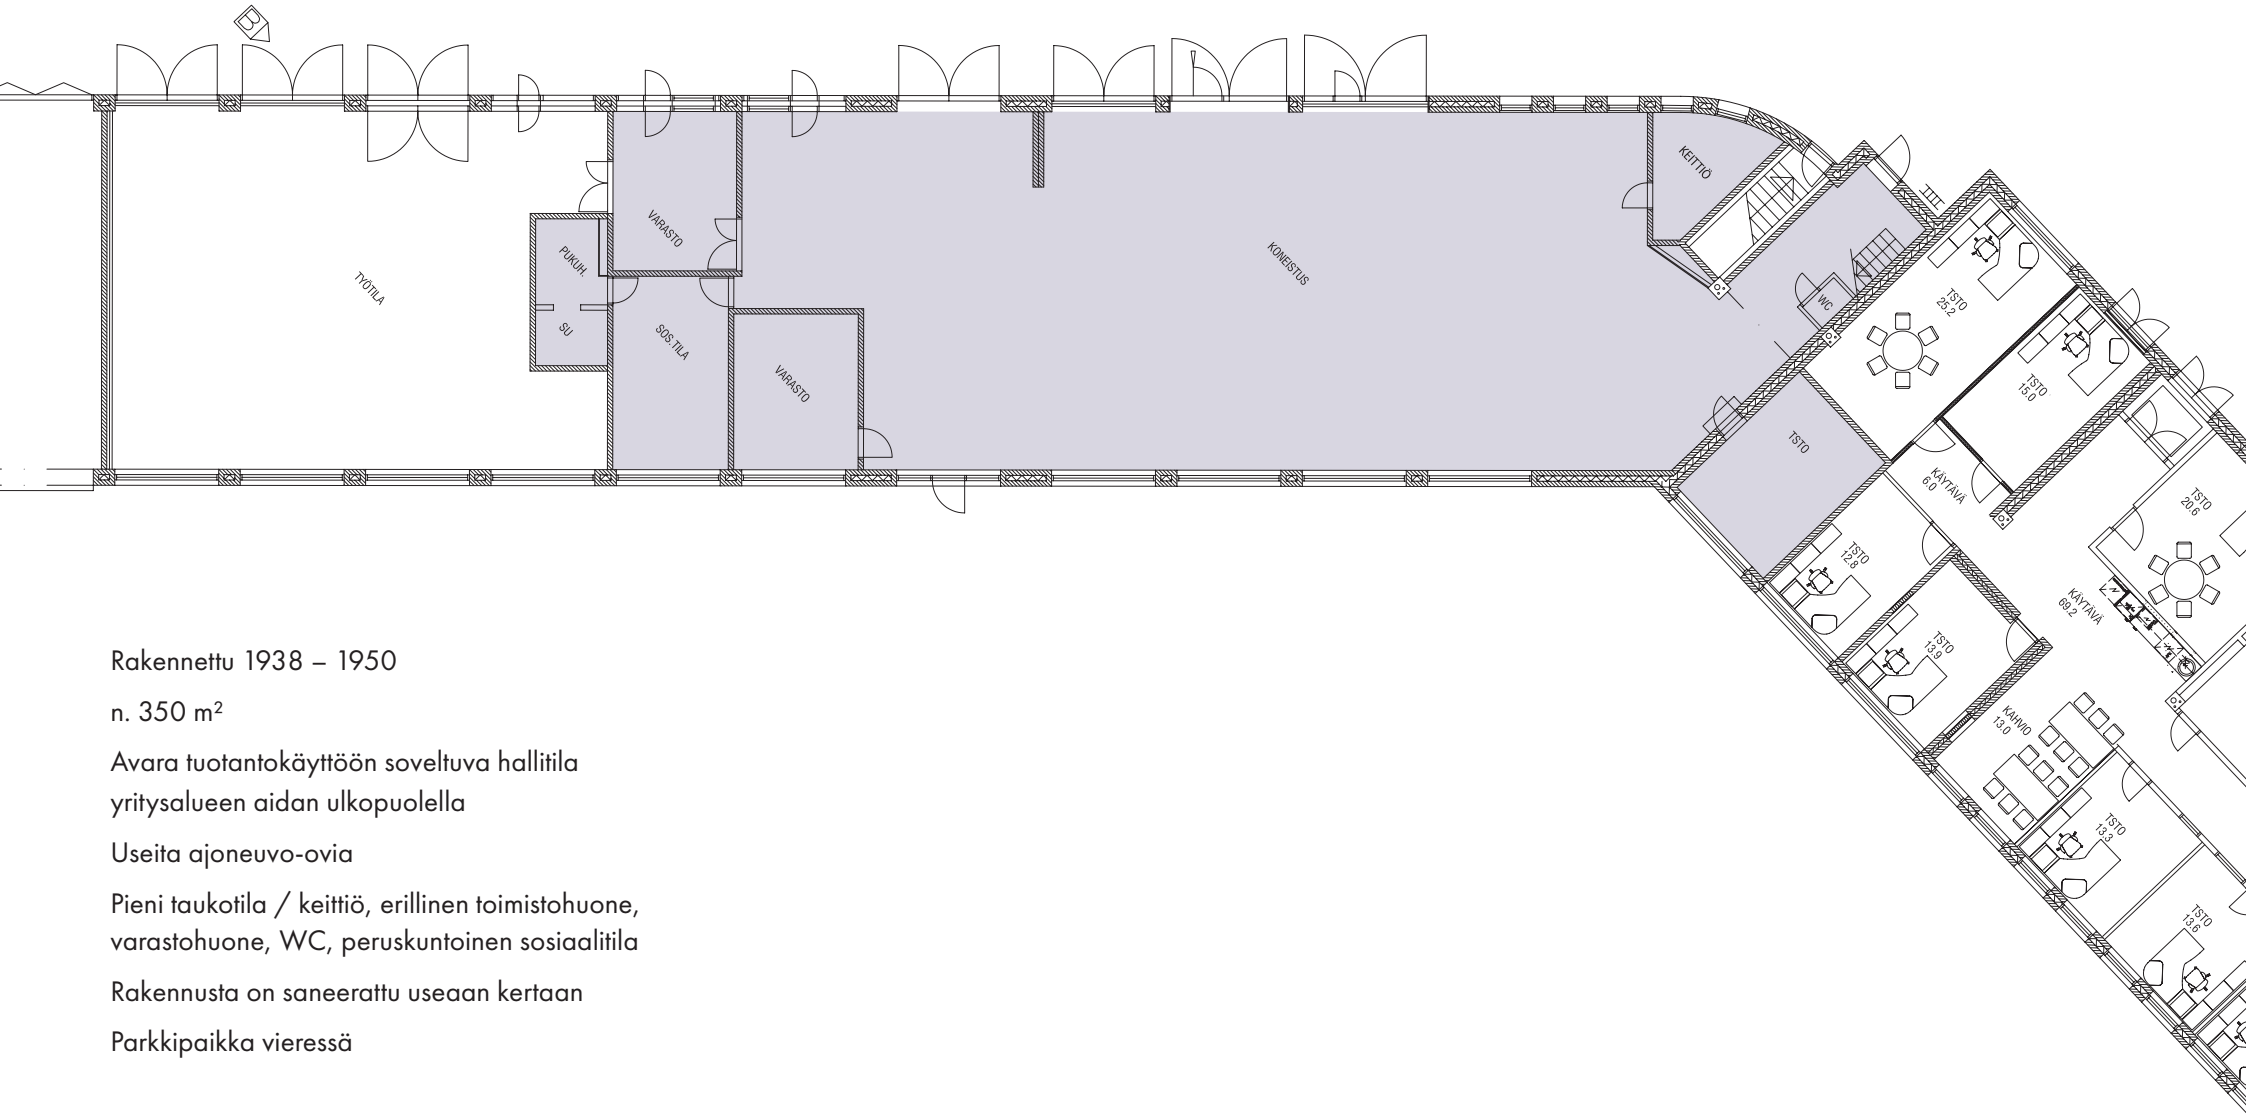 B
KEITTIÖ
VARASTO
PUKUH.
KONEISTUS
TYÖTILA
SU
SOS.TILA
VARASTO
WC
TSTO
25.2
TSTO
15.0
TSTO
KÄYTÄVÄ
6.0
TSTO
20.6
TSTO
12.8
KÄYTÄVÄ
69.2
TSTO
13.9
KAHVIO
13.0
TSTO
13.3
TSTO
13.6
Rakennettu 1938 – 1950
n. 350 m²
Avara tuotantokäyttöön soveltuva hallitila
yritysalueen aidan ulkopuolella
Useita ajoneuvo-ovia
Pieni taukotila / keittiö, erillinen toimistohuone,
varastohuone, WC, peruskuntoinen sosiaalitila
Rakennusta on saneerattu useaan kertaan
Parkkipaikka vieressä